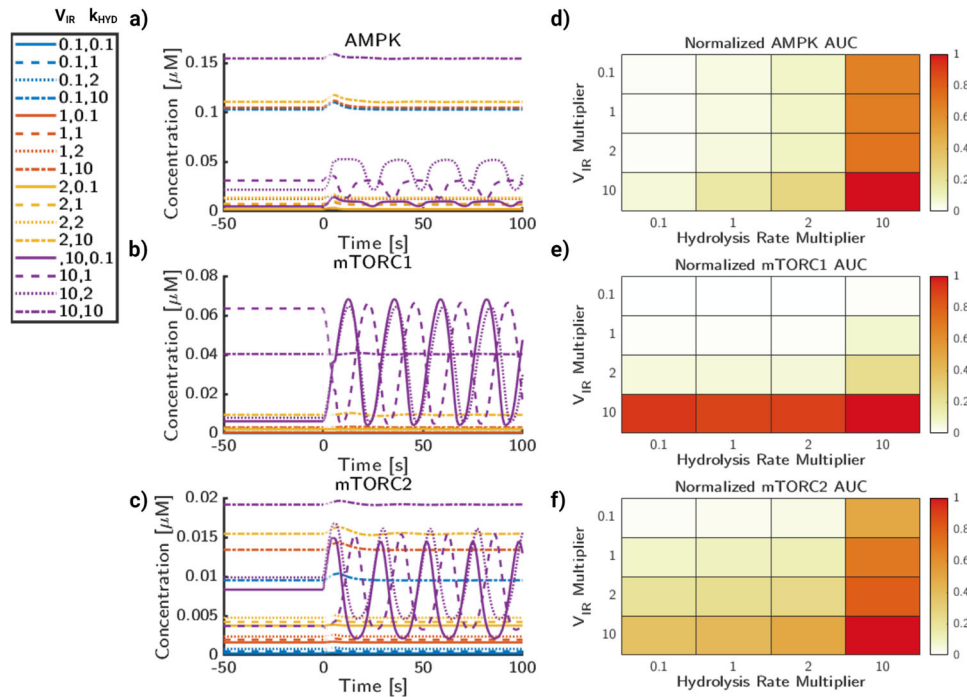 V_IR k_HYD
0.1,0.1
0.1,1
0.1,2
0.1,10
1,0.1
1,1
1,2
1,10
2,0.1
2,1
2,2
2,10
,10,0.1
10,1
10,2
10,10
a)
AMPK
Concentration [μM]
0.15
0.1
0.05
0
-50 0 50 100
Time [s]
b)
mTORC1
Concentration [μM]
0.08
0.06
0.04
0.02
0
-50 0 50 100
Time [s]
c)
mTORC2
Concentration [μM]
0.02
0.015
0.01
0.005
0
-50 0 50 100
Time [s]
d)
Normalized AMPK AUC
V_IR Multiplier
0.1
1
2
10
0.1 1 2 10
Hydrolysis Rate Multiplier
1
0.8
0.6
0.4
0.2
0
e)
Normalized mTORC1 AUC
V_IR Multiplier
0.1
1
2
10
0.1 1 2 10
Hydrolysis Rate Multiplier
1
0.8
0.6
0.4
0.2
0
f)
Normalized mTORC2 AUC
V_IR Multiplier
0.1
1
2
10
0.1 1 2 10
Hydrolysis Rate Multiplier
1
0.8
0.6
0.4
0.2
0